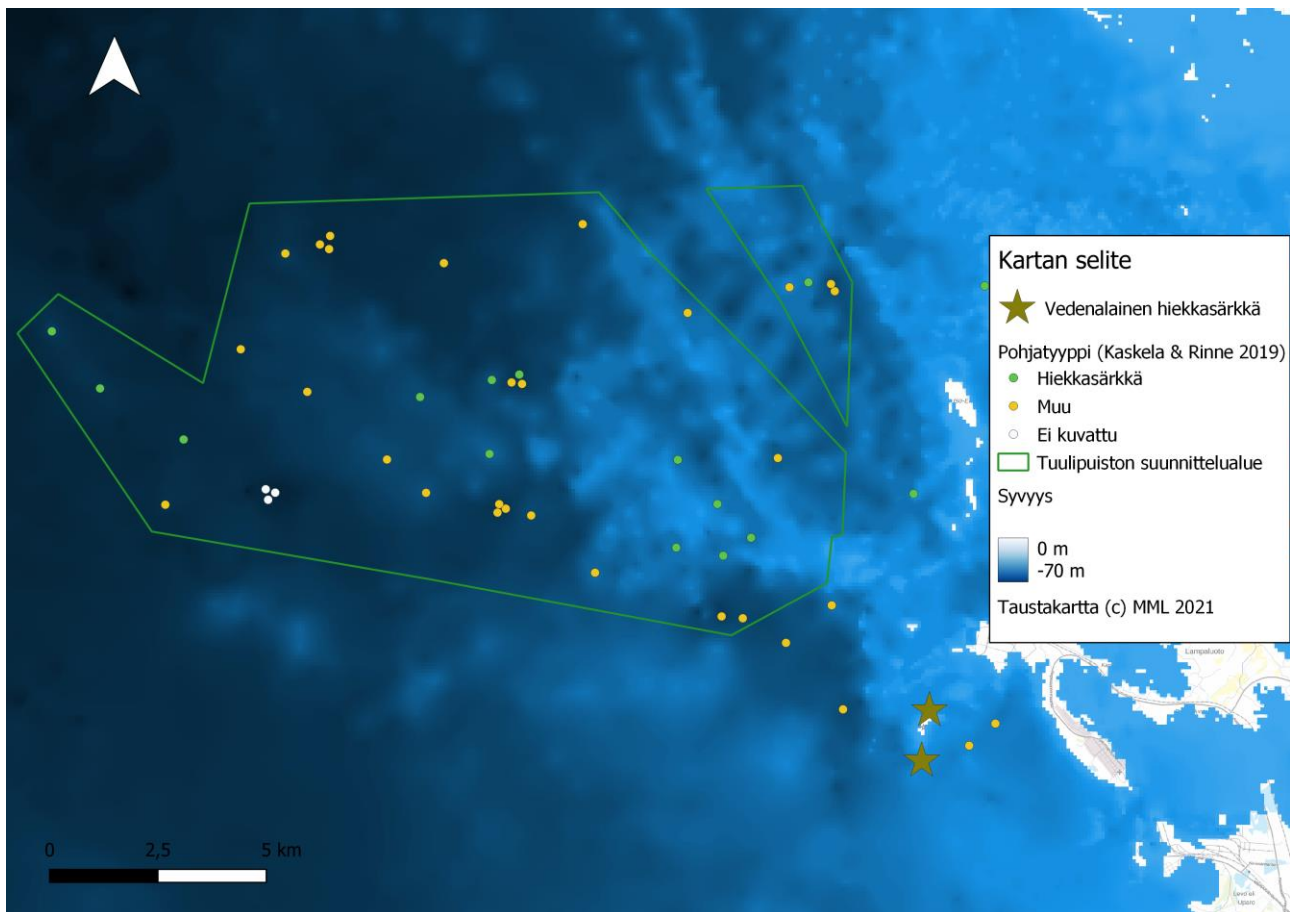 Kartan selite
Vedenalainen hiekkasärkkä
Pohjatyyppi (Kaskela & Rinne 2019)
Hiekkasärkkä
Muu
Ei kuvattu
Tuulipuiston suunnittelualue
Syvyys
0 m
-70 m
Taustakartta (c) MML 2021
Lampaluoto
0
2,5
5 km